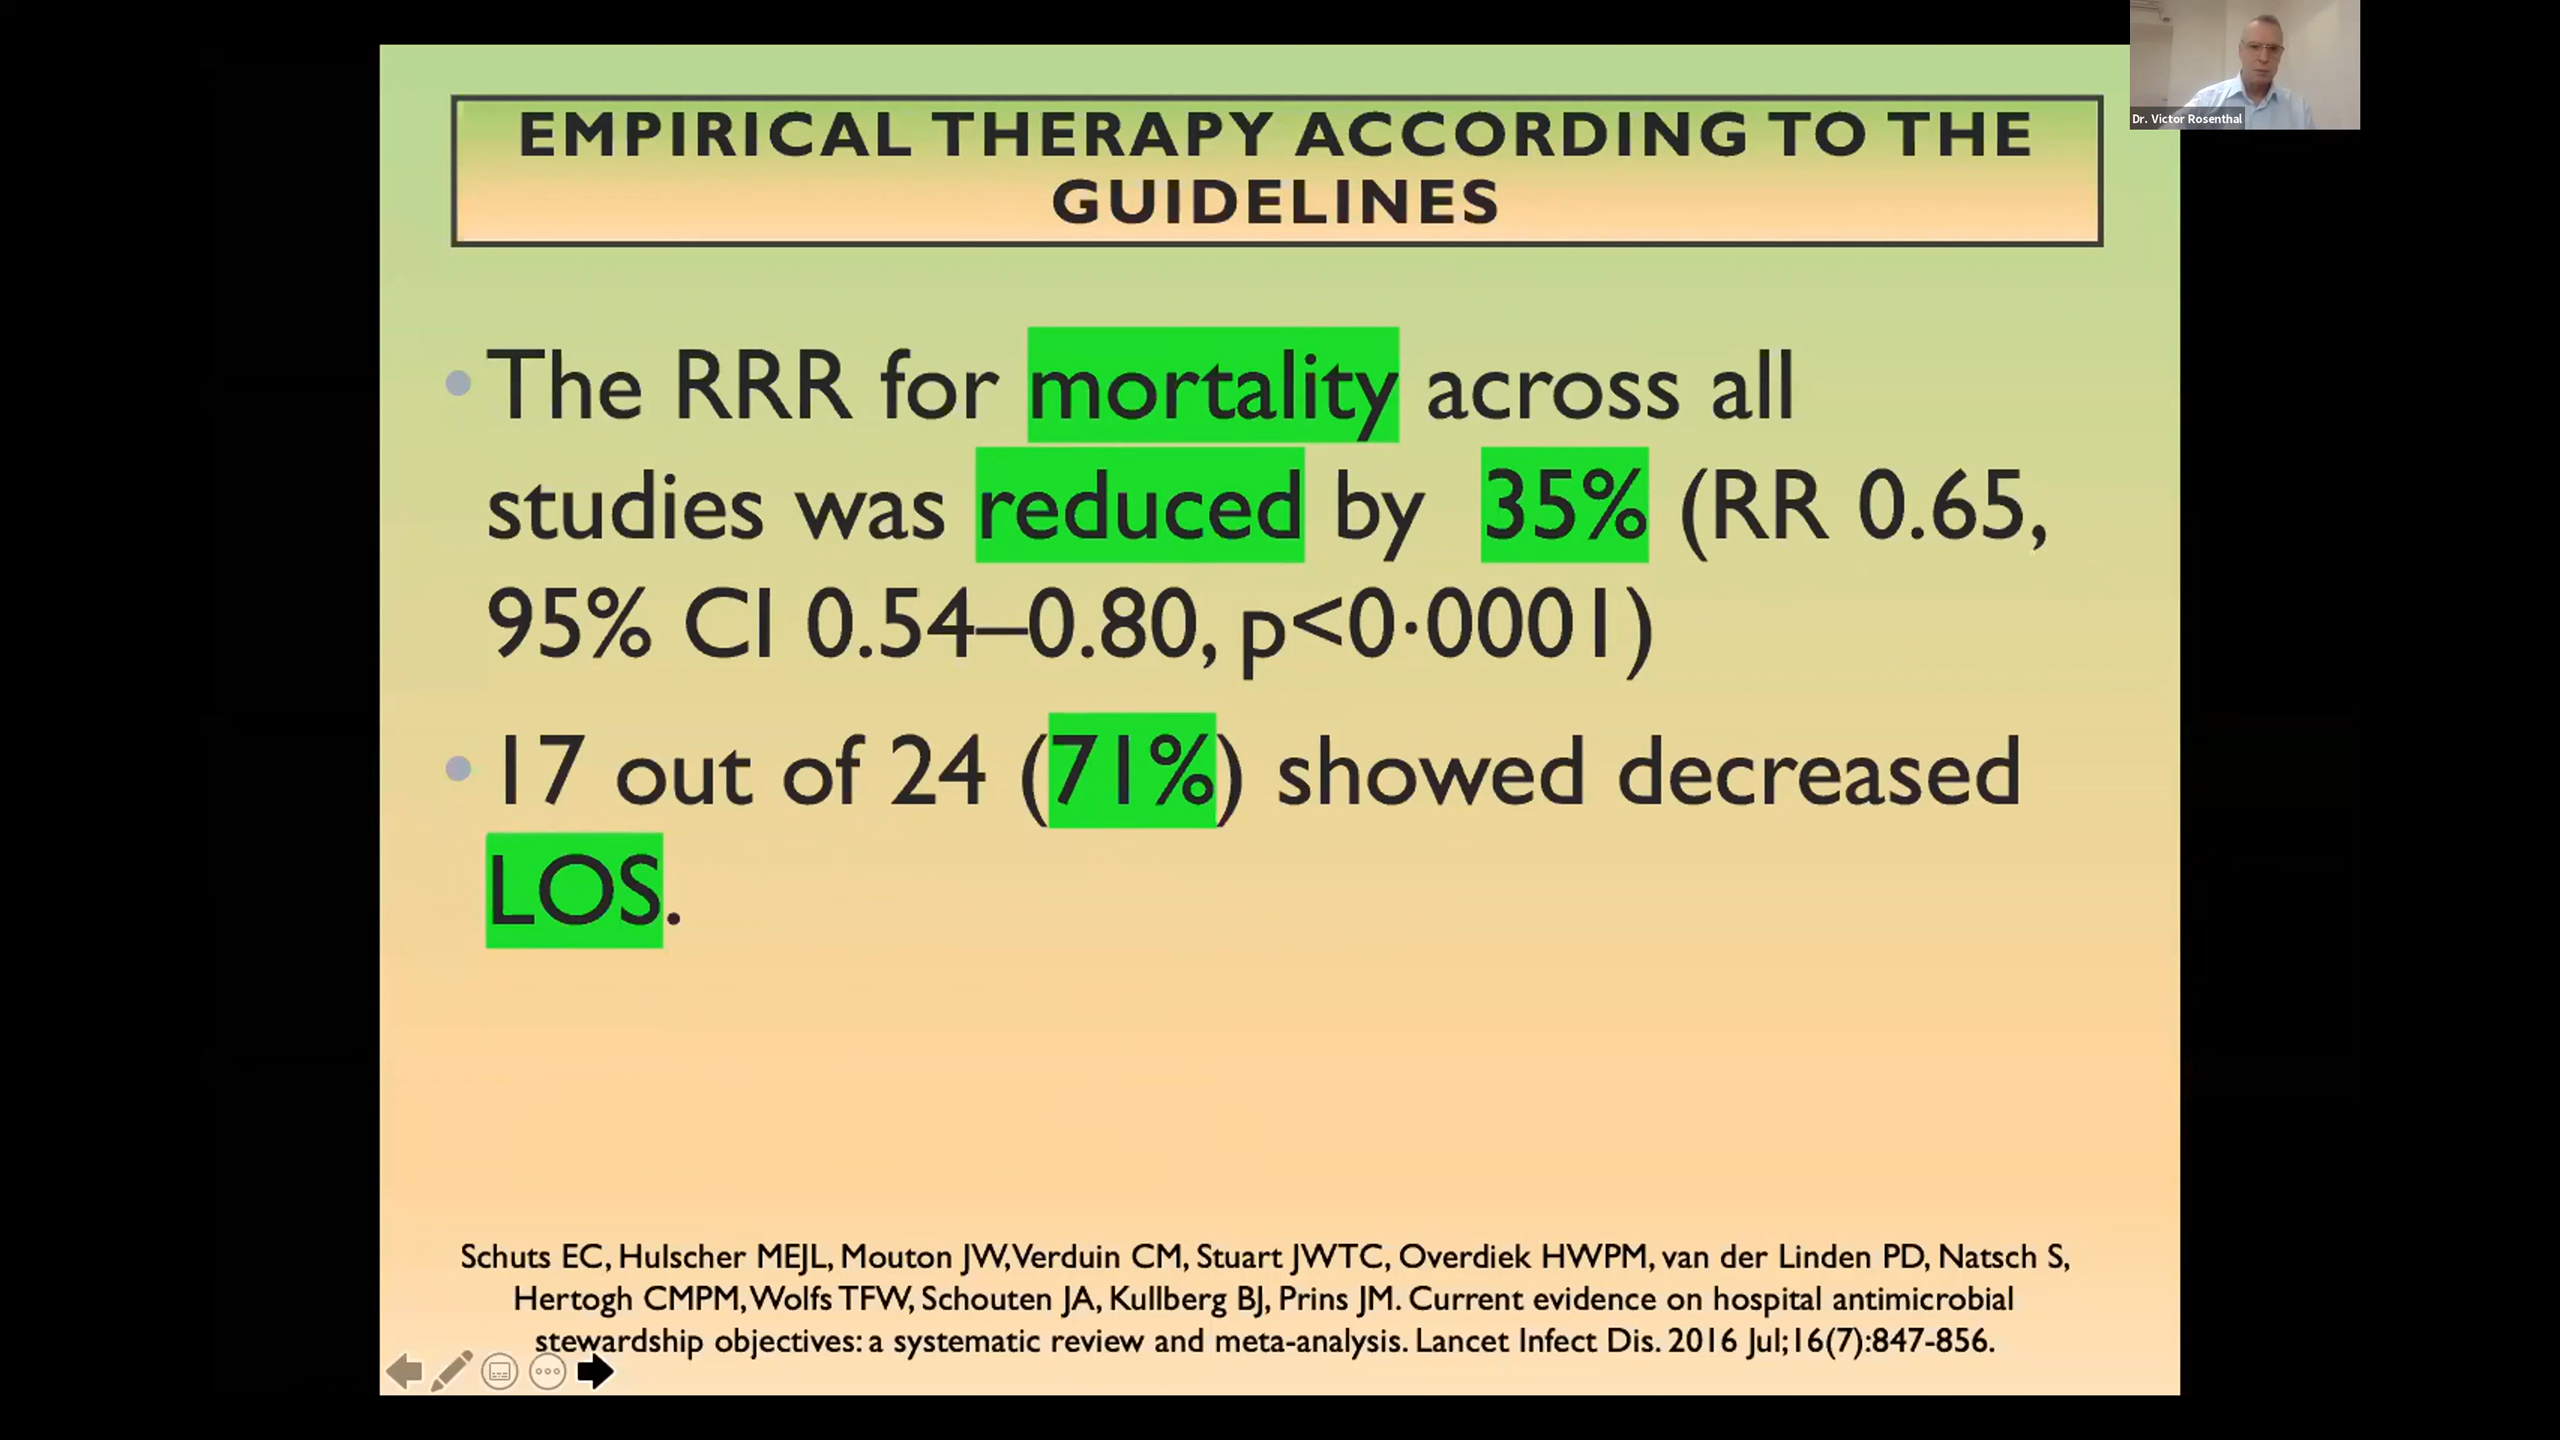 Dr. Victor Rosenthal
EMPIRICAL THERAPY ACCORDING TO THE
GUIDELINES
• The RRR for mortality across all
studies was reduced by 35% (RR 0.65,
95% CI 0.54–0.80, p<0·0001)
• 17 out of 24 (71%) showed decreased
LOS.
Schuts EC, Hulscher MEJL, Mouton JW, Verduin CM, Stuart JWTC, Overdiek HWPM, van der Linden PD, Natsch S,
Hertogh CMPM, Wolfs TFW, Schouten JA, Kullberg BJ, Prins JM. Current evidence on hospital antimicrobial
stewardship objectives: a systematic review and meta-analysis. Lancet Infect Dis. 2016 Jul;16(7):847-856.